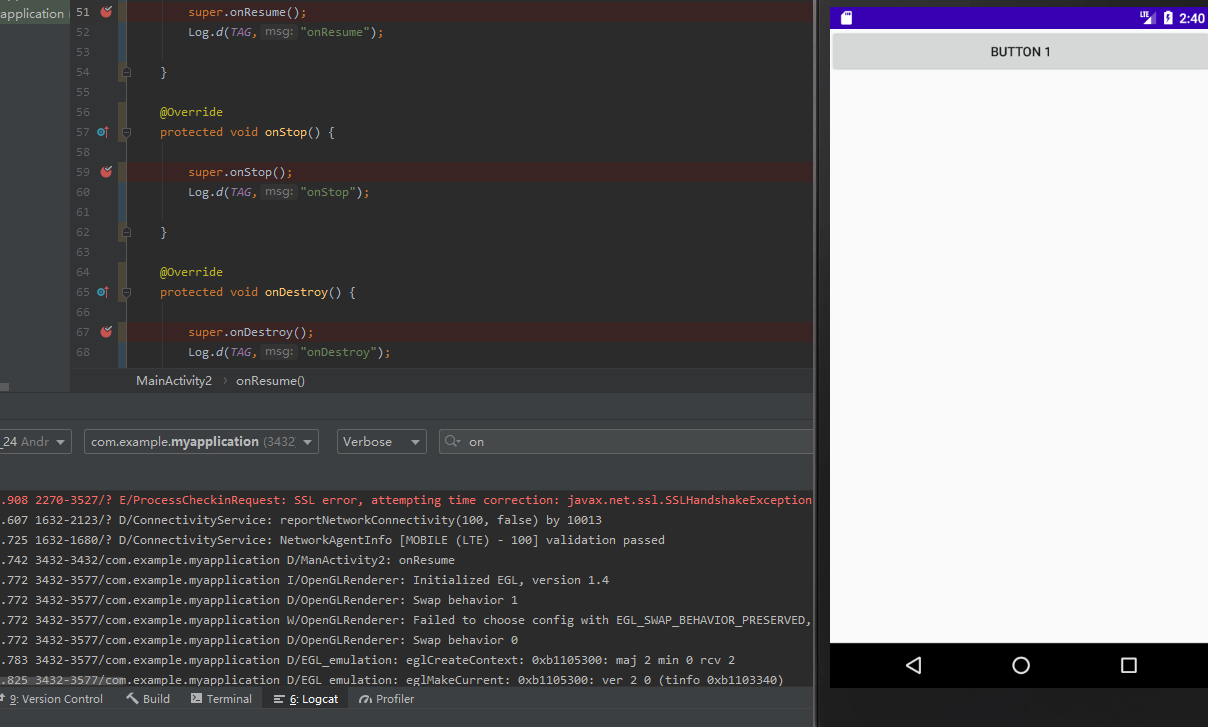 application
51 super.onResume();
52 Log.d(TAG, msg: "onResume");
53
54 }
55
56 @Override
57 protected void onStop() {
58
59 super.onStop();
60 Log.d(TAG, msg: "onStop");
61
62 }
63
64 @Override
65 protected void onDestroy() {
66
67 super.onDestroy();
68 Log.d(TAG, msg: "onDestroy");
MainActivity2 › onResume()
_24 Andr com.example.myapplication (3432 Verbose on
.908 2270-3527/? E/ProcessCheckinRequest: SSL error, attempting time correction: javax.net.ssl.SSLHandshakeException
.607 1632-2123/? D/ConnectivityService: reportNetworkConnectivity(100, false) by 10013
.725 1632-1680/? D/ConnectivityService: NetworkAgentInfo [MOBILE (LTE) - 100] validation passed
.742 3432-3432/com.example.myapplication D/ManActivity2: onResume
.772 3432-3577/com.example.myapplication I/OpenGLRenderer: Initialized EGL, version 1.4
.772 3432-3577/com.example.myapplication D/OpenGLRenderer: Swap behavior 1
.772 3432-3577/com.example.myapplication W/OpenGLRenderer: Failed to choose config with EGL_SWAP_BEHAVIOR_PRESERVED,
.772 3432-3577/com.example.myapplication D/OpenGLRenderer: Swap behavior 0
.783 3432-3577/com.example.myapplication D/EGL_emulation: eglCreateContext: 0xb1105300: maj 2 min 0 rcv 2
.825 3432-3577/com.example.myapplication D/EGL_emulation: eglMakeCurrent: 0xb1105300: ver 2 0 (tinfo 0xb1103340)
9: Version Control Build Terminal 6: Logcat Profiler
LTE 2:40
BUTTON 1